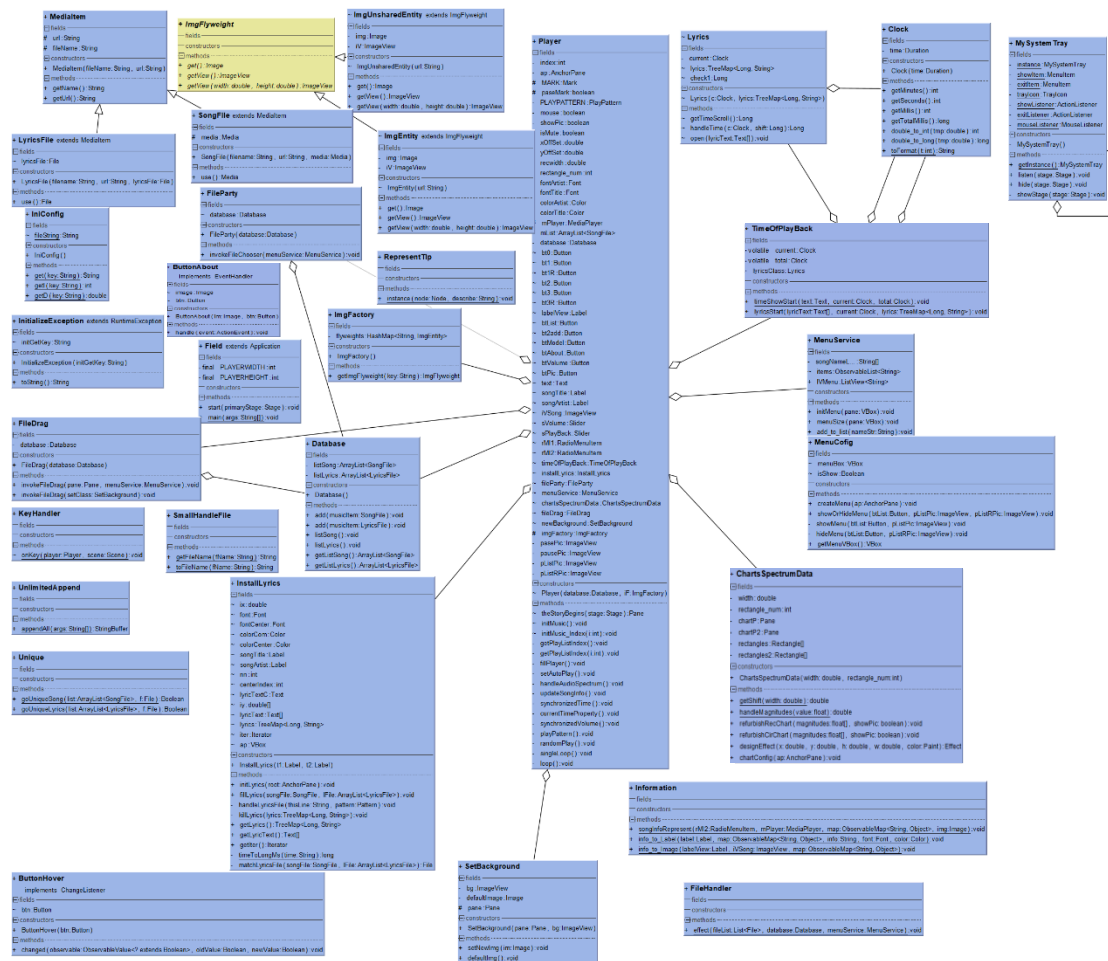 + MediaItem
fields
# url :String
# fileName :String
constructors
+ MediaItem(fileName :String , url :String)
methods
+ getName() :String
+ getUrl() :String
+ ImgFlyweight
fields
constructors
methods
+ get() :Image
+ getView() :ImageView
+ getView(width :double , height :double) :ImageView
+ ImgUnsharedEntity extends ImgFlyweight
fields
- img :Image
- iV :ImageView
constructors
~ ImgUnsharedEntity(url :String)
methods
+ get() :Image
+ getView() :ImageView
+ getView(width :double , height :double) :ImageView
+ LyricsFile extends MediaItem
fields
- lyricsFile :File
constructors
+ LyricsFile(filename :String , url :String , lyricsFile :File)
methods
+ use() :File
+ SongFile extends MediaItem
fields
# media :Media
constructors
+ SongFile(filename :String , url :String , media :Media)
methods
+ use() :Media
+ ImgEntity extends ImgFlyweight
fields
- img :Image
- iV :ImageView
constructors
~ ImgEntity(url :String)
methods
+ get() :Image
+ getView() :ImageView
+ getView(width :double , height :double) :ImageView
+ FileParty
fields
- database :Database
constructors
+ FileParty(database :Database)
methods
+ invokeFileChooser(menuService :MenuService) :void
+ IniConfig
fields
- fileString :String
constructors
+ IniConfig()
methods
+ get(key :String) :String
+ getI(key :String) :int
+ getD(key :String) :double
+ ButtonAbout
implements EventHandler
fields
- image :Image
- btn :Button
constructors
+ ButtonAbout(im :Image , btn :Button)
methods
+ handle(event :ActionEvent) :void
+ RepresentTip
fields
constructors
methods
+ instance(node :Node , describe :String) :void
+ InitializeException extends RuntimeException
fields
- initGetKey :String
constructors
+ InitializeException(initGetKey :String)
methods
+ toString() :String
+ Field extends Application
fields
- final PLAYERWIDTH :int
- final PLAYERHEIGHT :int
constructors
methods
+ start(primaryStage :Stage) :void
+ main(args :String[]) :void
+ ImgFactory
fields
- flyweights :HashMap<String, ImgEntity>
constructors
+ ImgFactory()
methods
+ getImgFlyweight(key :String) :ImgFlyweight
+ FileDrag
fields
database :Database
constructors
+ FileDrag(database :Database)
methods
+ invokeFileDrag(pane :Pane , menuService :MenuService) :void
+ invokeFileDrag(setClass :SetBackground) :void
+ Database
fields
listSong :ArrayList<SongFile>
- listLyric :ArrayList<LyricsFile>
constructors
+ Database()
methods
+ add(musicItem :SongFile) :void
+ add(musicItem :LyricsFile) :void
+ listSong() :void
+ listLyric() :void
+ getListSong() :ArrayList<SongFile>
+ getListLyric() :ArrayList<LyricsFile>
+ KeyHandler
fields
constructors
methods
~ onKey(player :Player , scene :Scene) :void
+ SmallHandleFile
fields
constructors
methods
+ getFileName(fName :String) :String
+ toFileName(fName :String) :String
+ UnlimitedAppend
fields
constructors
methods
+ appendAll(args :String[]) :StringBuffer
+ Unique
fields
constructors
methods
+ goUniqueSong(list :ArrayList<SongFile> , f :File) :Boolean
+ goUniqueLyric(list :ArrayList<LyricsFile> , f :File) :Boolean
+ InstallLyrics
fields
- ix :double
- font :Font
- fontCenter :Font
- colorCom :Color
- colorCenter :Color
- songTitle :Label
- songArtist :Label
- sn :int
- centerIndex :int
- lyricTextC :Text
- iy :double[]
- lyricText :Text[]
- lyrics :TreeMap<Long, String>
- iter :Iterator
- ap :VBox
constructors
+ InstallLyrics(t1 :Label , t2 :Label)
methods
+ initLyrics(root :AnchorPane) :void
+ fillLyrics(songFile :SongFile , lFile :ArrayList<LyricsFile>) :void
- handleLyricsFile(thisLine :String , pattern :Pattern) :void
- killLyrics(lyrics :TreeMap<Long, String>) :void
+ getLyrics() :TreeMap<Long, String>
+ getLyricText() :Text[]
+ getIter() :Iterator
- timeToLongMs(time :String) :long
- matchLyricsFile(songFile :SongFile , lFile :ArrayList<LyricsFile>) :File
+ ButtonHover
implements ChangeListener
fields
- btn :Button
constructors
+ ButtonHover(btn :Button)
methods
+ changed(observable :ObservableValue<? extends Boolean> , oldValue :Boolean , newValue :Boolean) :void
+ Player
fields
index :int
ap :AnchorPane
# MARK :Mark
# paseMark :boolean
PLAYPATTERN :PlayPattern
mouse :boolean
showPic :boolean
isMute :boolean
xOffSet :double
yOffSet :double
recwidth :double
rectangle_num :int
fontArtist :Font
fontTitle :Font
colorArtist :Color
colorTitle :Color
mPlayer :MediaPlayer
mList :ArrayList<SongFile>
database :Database
bt0 :Button
bt1 :Button
bt1R :Button
bt2 :Button
bt3 :Button
bt3R :Button
labelView :Label
btList :Button
bt2add :Button
btModel :Button
btAbout :Button
btVolume :Button
btPic :Button
text :Text
songTitle :Label
songArtist :Label
iVSong :ImageView
sVolume :Slider
sPlayBack :Slider
rMI1 :RadioMenuItem
rMI2 :RadioMenuItem
timeOfPlayBack :TimeOfPlayBack
installLyrics :InstallLyrics
fileParty :FileParty
menuService :MenuService
chartsSpectrumData :ChartsSpectrumData
fileDrag :FileDrag
newBackground :SetBackground
# imgFactory :ImgFactory
pasePic :ImageView
pausePic :ImageView
pListPic :ImageView
pListRPic :ImageView
constructors
~ Player(database :Database , iF :ImgFactory)
methods
~ theStoryBegins(stage :Stage) :Pane
- initMusic() :void
- initMusic_Index(i :int) :void
getPlayListIndex() :void
getPlayListIndex(i :int) :void
- fillPlayer() :void
setAutoPlay() :void
- handleAudioSpectrum() :void
- updateSongInfo() :void
- synchronizedTime() :void
- currentTimeProperty() :void
- synchronizedVolume() :void
- playPattern() :void
- randomPlay() :void
- singleLoop() :void
- loop() :void
+ Lyrics
fields
- current :Clock
- lyrics :TreeMap<Long, String>
- check1 :Long
constructors
~ Lyrics(c :Clock , lyrics :TreeMap<Long, String>)
methods
- getTimeScroll() :Long
- handleTime(c :Clock , shift :Long) :Long
- open(lyricText :Text[]) :void
+ Clock
fields
- time :Duration
constructors
+ Clock(time :Duration)
methods
+ getMinutes() :int
+ getSeconds() :int
+ getMills() :int
+ getTotalMills() :long
+ double_to_int(tmp :double) :int
+ double_to_long(tmp :double) :long
+ toFormat(t :int) :String
+ MySystem Tray
fields
- instance :MySystemTray
- showItem :MenuItem
- exitItem :MenuItem
- trayIcon :TrayIcon
- showListener :ActionListener
- exitListener :ActionListener
- mouseListener :MouseListener
constructors
- MySystemTray()
methods
+ getInstance() :MySystemTray
+ listen(stage :Stage) :void
+ hide(stage :Stage) :void
- showStage(stage :Stage) :void
+ TimeOfPlayBack
fields
- volatile current :Clock
- volatile total :Clock
- lyricsClass :Lyrics
constructors
methods
+ timeShowStart(text :Text , current :Clock , total :Clock) :void
+ lyricsStart(lyricText :Text[] , current :Clock , lyrics :TreeMap<Long, String>) :void
+ MenuService
fields
- items :ObservableList<String>
+ lVMenu :ListView<String>
methods
+ initMenu(pane :VBox) :void
- menuSize(pane :VBox) :void
+ add_to_list(nameStr :String) :void
+ MenuCofig
fields
- menuBox :VBox
- isShow :Boolean
constructors
methods
+ createMenu(ap :AnchorPane) :void
+ showOrHideMenu(btList :Button , pListPic :ImageView , pListRPic :ImageView) :void
- showMenu(btList :Button , pListPic :ImageView) :void
hideMenu(btList :Button , pListRPic :ImageView) :void
+ getMenuVBox() :VBox
+ ChartsSpectrumData
fields
- width :double
- rectangle_num :int
- chartP :Pane
- chartP2 :Pane
- rectangles :Rectangle[]
- rectangles2 :Rectangle[]
constructors
+ ChartsSpectrumData(width :double , rectangle_num :int)
methods
+ getShift(width :double) :double
+ handleMagnitudes(value :float) :double
+ refurbishRecChart(magnitudes :float[] , showPic :boolean) :void
+ refurbishCirChart(magnitudes :float[] , showPic :boolean) :void
- designEffect(x :double , y :double , h :double , w :double , color :Paint) :Effect
+ chartConfig(ap :AnchorPane) :void
+ Information
fields
constructors
methods
+ songInfoRepresent(rMI2 :RadioMenuItem , mPlayer :MediaPlayer , map :ObservableMap<String, Object> , img :Image) :void
+ info_to_Label(label :Label , map :ObservableMap<String, Object> , info :String , font :Font , color :Color) :void
+ info_to_Image(labelView :Label , iVSong :ImageView , map :ObservableMap<String, Object>) :void
+ SetBackground
fields
- bg :ImageView
- defaultImage :Image
# pane :Pane
constructors
+ SetBackground(pane :Pane , bg :ImageView)
methods
+ setNewImg(im :Image) :void
+ defaultImg() :void
+ FileHandler
fields
constructors
methods
+ effect(fileList :List<File> , database :Database , menuService :MenuService) :void